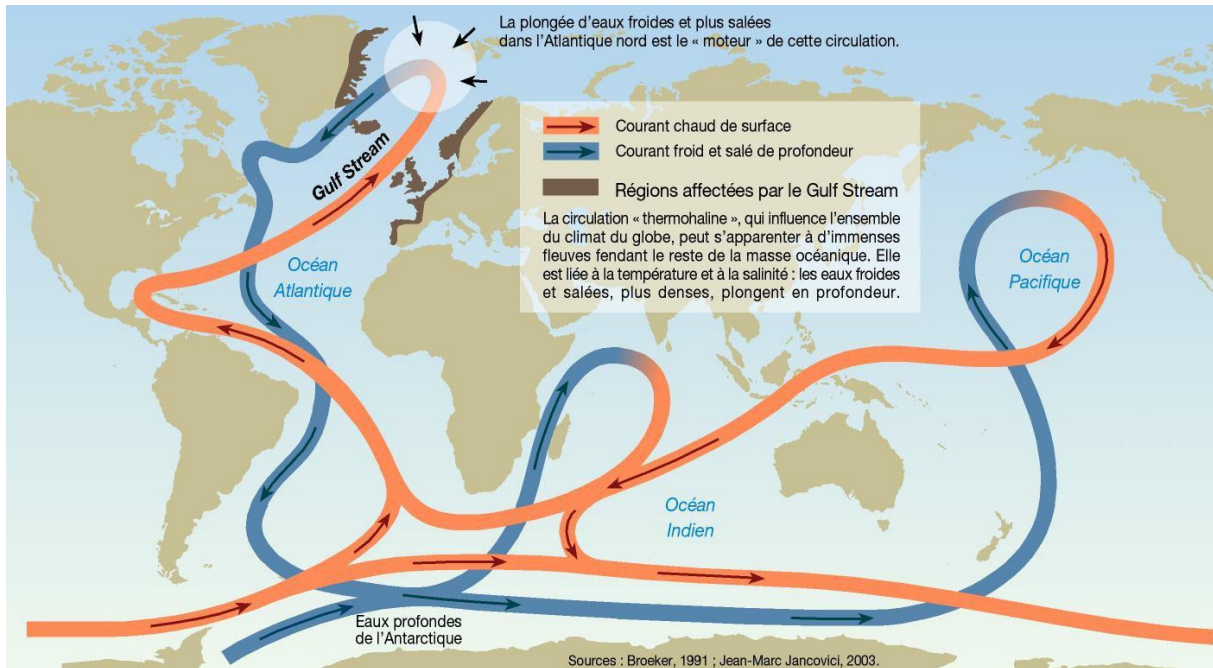 La plongée d'eaux froides et plus salées
dans l'Atlantique nord est le « moteur » de cette circulation.
Courant chaud de surface
Courant froid et salé de profondeur
Régions affectées par le Gulf Stream
La circulation « thermohaline », qui influence l'ensemble
du climat du globe, peut s'apparenter à d'immenses
fleuves fendant le reste de la masse océanique. Elle
est liée à la température et à la salinité : les eaux froides
et salées, plus denses, plongent en profondeur.
Gulf Stream
Océan
Atlantique
Océan
Pacifique
Océan
Indien
Eaux profondes
de l'Antarctique
Sources : Broeker, 1991 ; Jean-Marc Jancovici, 2003.